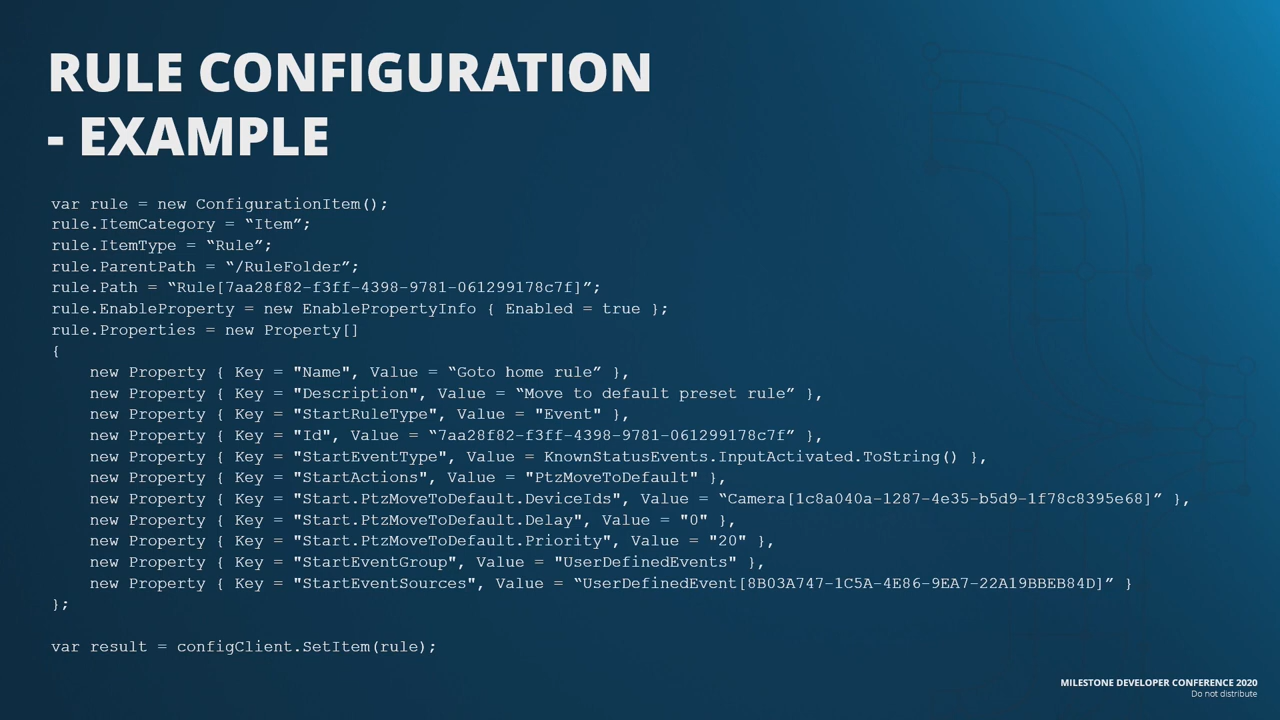 RULE CONFIGURATION
- EXAMPLE
var rule = new ConfigurationItem();
rule.ItemCategory = “Item”;
rule.ItemType = “Rule”;
rule.ParentPath = “/RuleFolder”;
rule.Path = “Rule[7aa28f82-f3ff-4398-9781-061299178c7f]”;
rule.EnableProperty = new EnablePropertyInfo { Enabled = true };
rule.Properties = new Property[]
{
    new Property { Key = "Name", Value = “Goto home rule” },
    new Property { Key = "Description", Value = “Move to default preset rule” },
    new Property { Key = "StartRuleType", Value = "Event" },
    new Property { Key = "Id", Value = “7aa28f82-f3ff-4398-9781-061299178c7f” },
    new Property { Key = "StartEventType", Value = KnownStatusEvents.InputActivated.ToString() },
    new Property { Key = "StartActions", Value = "PtzMoveToDefault" },
    new Property { Key = "Start.PtzMoveToDefault.DeviceIds", Value = “Camera[1c8a040a-1287-4e35-b5d9-1f78c8395e68]” },
    new Property { Key = "Start.PtzMoveToDefault.Delay", Value = "0" },
    new Property { Key = "Start.PtzMoveToDefault.Priority", Value = "20" },
    new Property { Key = "StartEventGroup", Value = "UserDefinedEvents" },
    new Property { Key = "StartEventSources", Value = “UserDefinedEvent[8B03A747-1C5A-4E86-9EA7-22A19BBEB84D]” }
};
var result = configClient.SetItem(rule);
MILESTONE DEVELOPER CONFERENCE 2020
Do not distribute